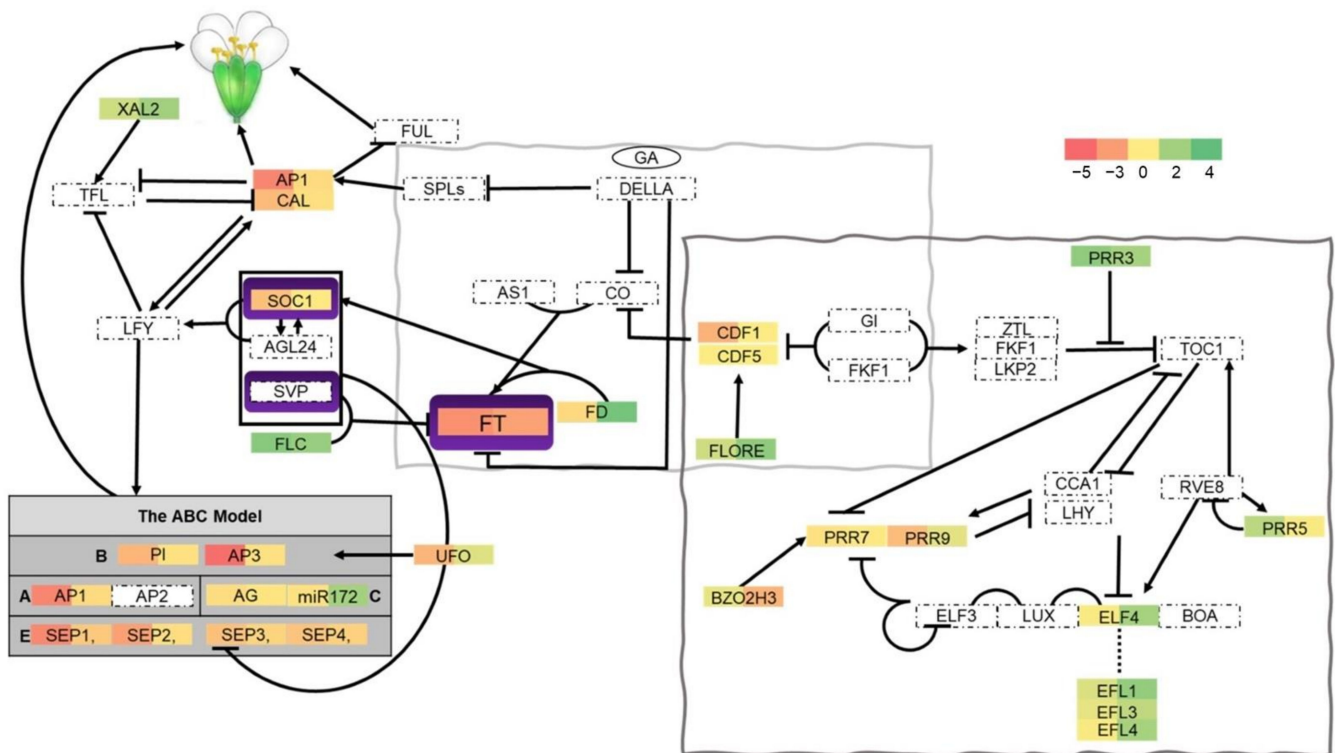 XAL2
FUL
GA
AP1
CAL
TFL
SPLs
DELLA
−5 −3 0 2 4
PRR3
SOC1
AS1
CO
LFY
AGL24
CDF1
CDF5
GI
FKF1
ZTL
FKF1
LKP2
TOC1
SVP
FT
FD
FLC
FLORE
CCA1
LHY
RVE8
PRR5
The ABC Model
B PI AP3
UFO
PRR7 PRR9
A AP1 AP2 AG miR172 C
BZO2H3
ELF3 LUX ELF4 BOA
E SEP1, SEP2, SEP3, SEP4,
EFL1
EFL3
EFL4